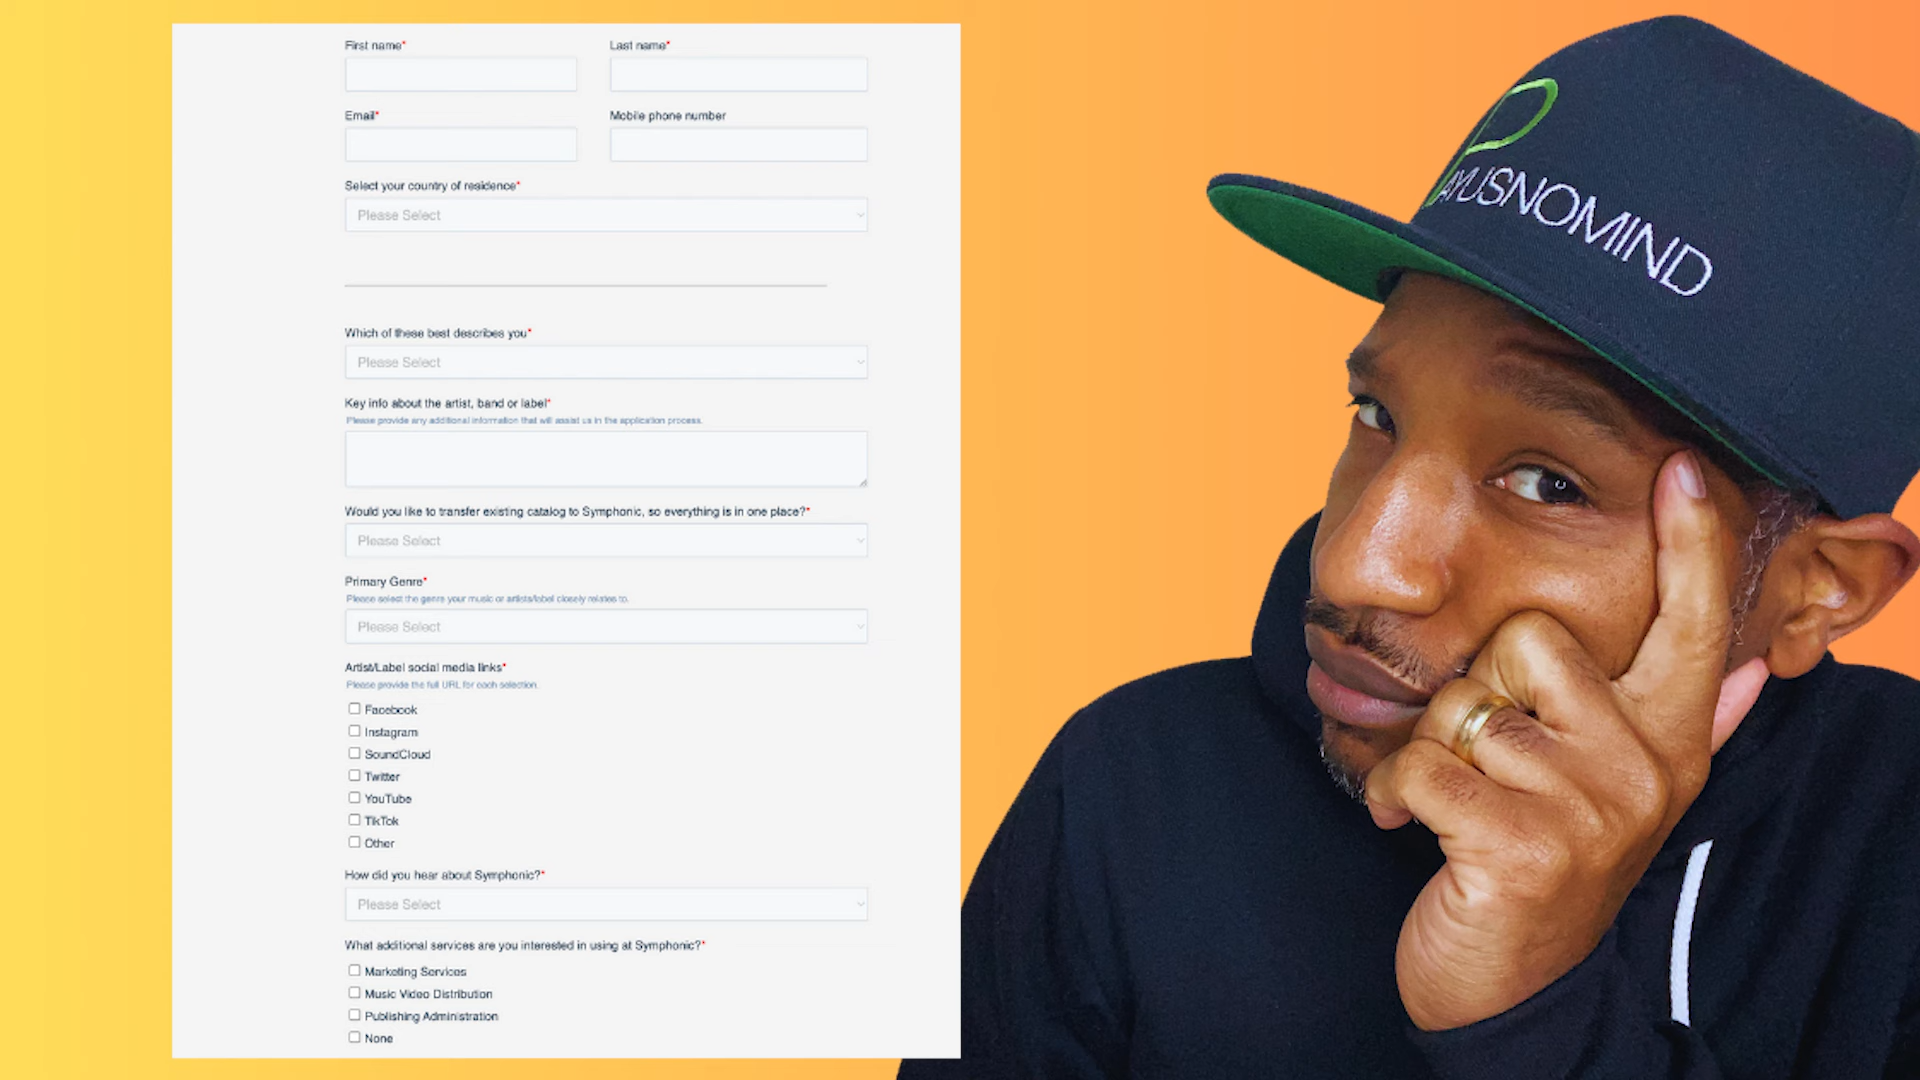 First name*
Last name*
Email*
Mobile phone number
Select your country of residence*
Please Select
Which of these best describes you*
Please Select
Key info about the artist, band or label*
Please provide any additional information that will assist us in the application process.
Would you like to transfer existing catalog to Symphonic, so everything is in one place?*
Please Select
Primary Genre*
Please select the genre your music or artists/label closely relates to.
Please Select
Artist/Label social media links*
Please provide the full URL for each selection.
Facebook
Instagram
SoundCloud
Twitter
YouTube
TikTok
Other
How did you hear about Symphonic?*
Please Select
What additional services are you interested in using at Symphonic?*
Marketing Services
Music Video Distribution
Publishing Administration
None
PAYUSNOMIND